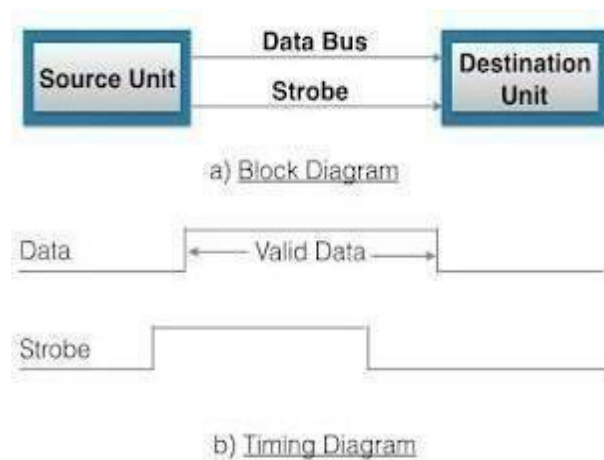 Data Bus
Source Unit
Strobe
Destination
Unit
a) Block Diagram
Data
Valid Data
Strobe
b) Timing Diagram